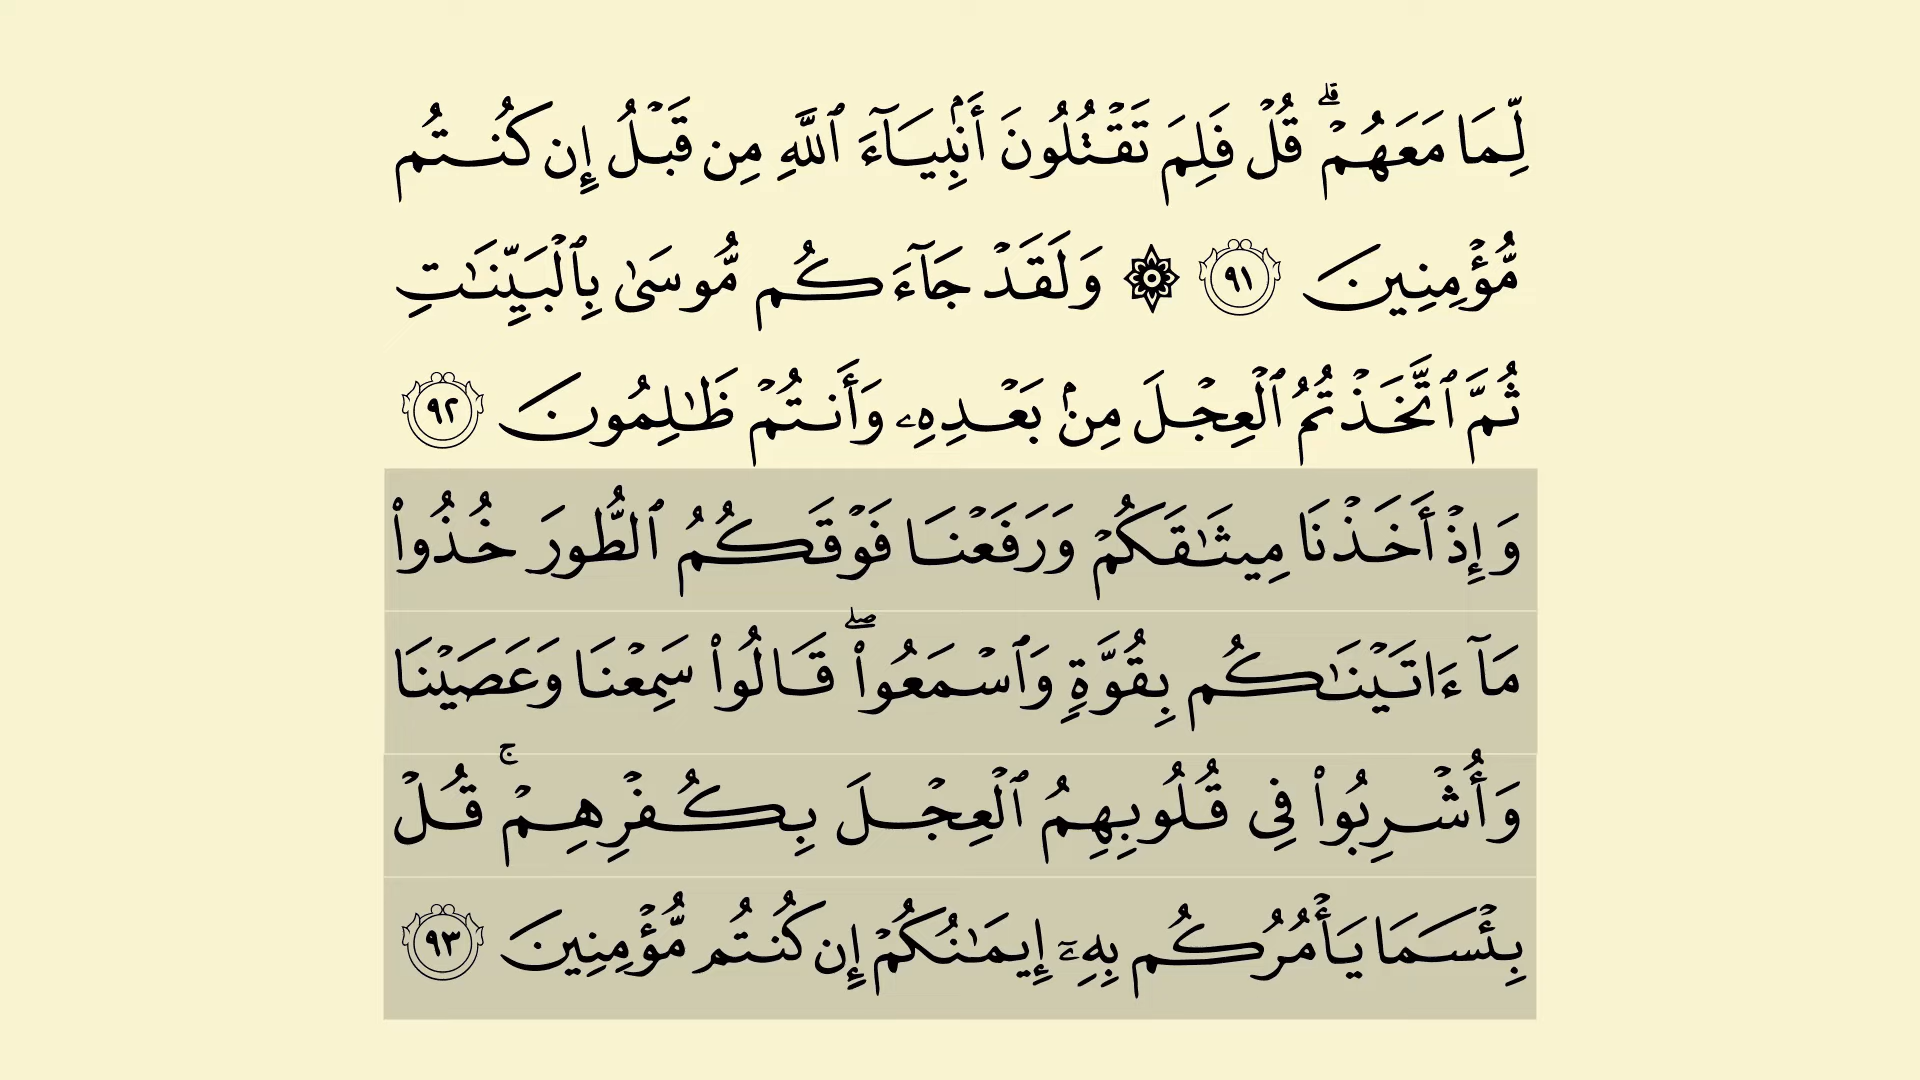 لِّمَا مَعَهُمْۗ قُلْ فَلِمَ تَقْتُلُونَ أَنۢبِيَآءَ ٱللَّهِ مِن قَبْلُ إِن كُنتُم
مُّؤْمِنِينَ ٩١ ۞ وَلَقَدْ جَآءَكُم مُّوسَىٰ بِٱلْبَيِّنَٰتِ
ثُمَّ ٱتَّخَذْتُمُ ٱلْعِجْلَ مِنۢ بَعْدِهِۦ وَأَنتُمْ ظَٰلِمُونَ ٩٢
وَإِذْ أَخَذْنَا مِيثَٰقَكُمْ وَرَفَعْنَا فَوْقَكُمُ ٱلطُّورَ خُذُوا۟
مَآ ءَاتَيْنَٰكُم بِقُوَّةٍ وَٱسْمَعُوا۟ۖ قَالُوا۟ سَمِعْنَا وَعَصَيْنَا
وَأُشْرِبُوا۟ فِى قُلُوبِهِمُ ٱلْعِجْلَ بِكُفْرِهِمْۚ قُلْ
بِئْسَمَا يَأْمُرُكُم بِهِۦٓ إِيمَٰنُكُمْ إِن كُنتُم مُّؤْمِنِينَ ٩٣